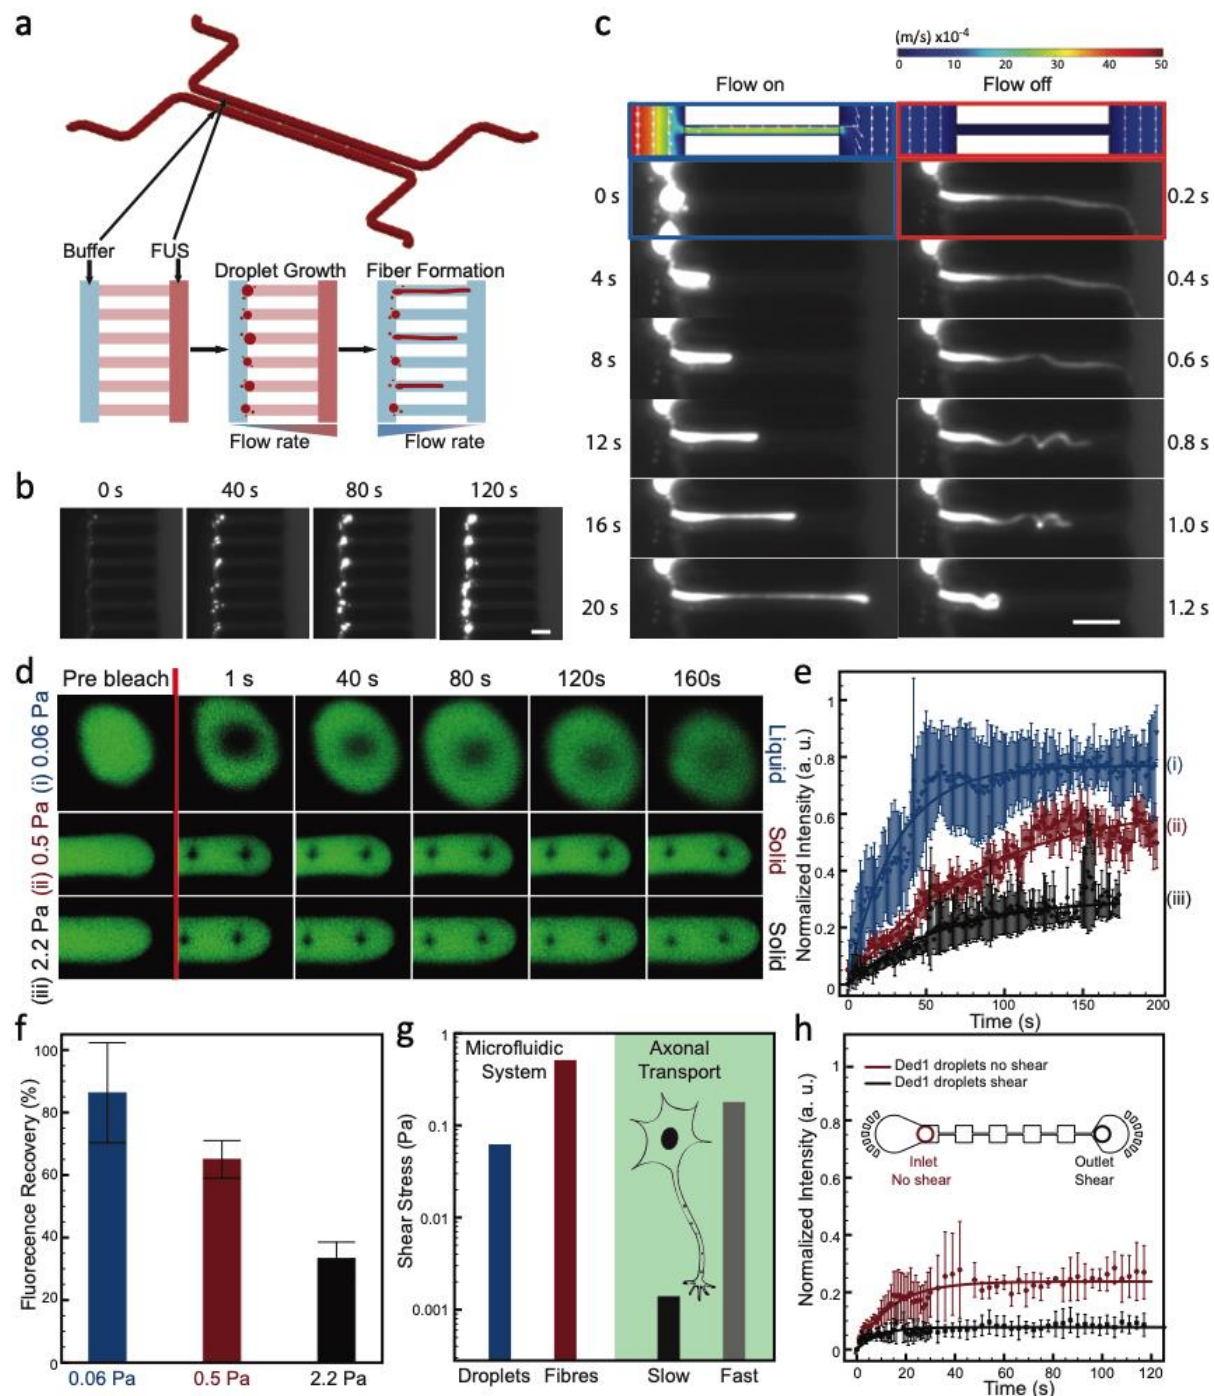 a
Buffer
FUS
Droplet Growth
Fiber Formation
Flow rate
Flow rate
b
0 s
40 s
80 s
120 s
c
(m/s) x10⁻⁴
0 10 20 30 40 50
Flow on
Flow off
0 s
0.2 s
4 s
0.4 s
8 s
0.6 s
12 s
0.8 s
16 s
1.0 s
20 s
1.2 s
d
Pre bleach
1 s
40 s
80 s
120s
160s
(i) 0.06 Pa
Liquid
(ii) 0.5 Pa
Solid
(iii) 2.2 Pa
Solid
e
Normalized Intensity (a. u.)
1
0.8
0.6
0.4
0.2
0
(i)
(ii)
(iii)
0 50 100 150 200
Time (s)
f
Fluorecence Recovery (%)
100
80
60
40
20
0
0.06 Pa
0.5 Pa
2.2 Pa
g
Shear Stress (Pa)
1
0.1
0.01
0.001
Microfluidic
System
Axonal
Transport
Droplets
Fibres
Slow
Fast
h
Normalized Intensity (a. u.)
1
0.8
0.6
0.4
0.2
0
Ded1 droplets no shear
Ded1 droplets shear
Inlet
No shear
Outlet
Shear
0 20 40 60 80 100 120
Time (s)